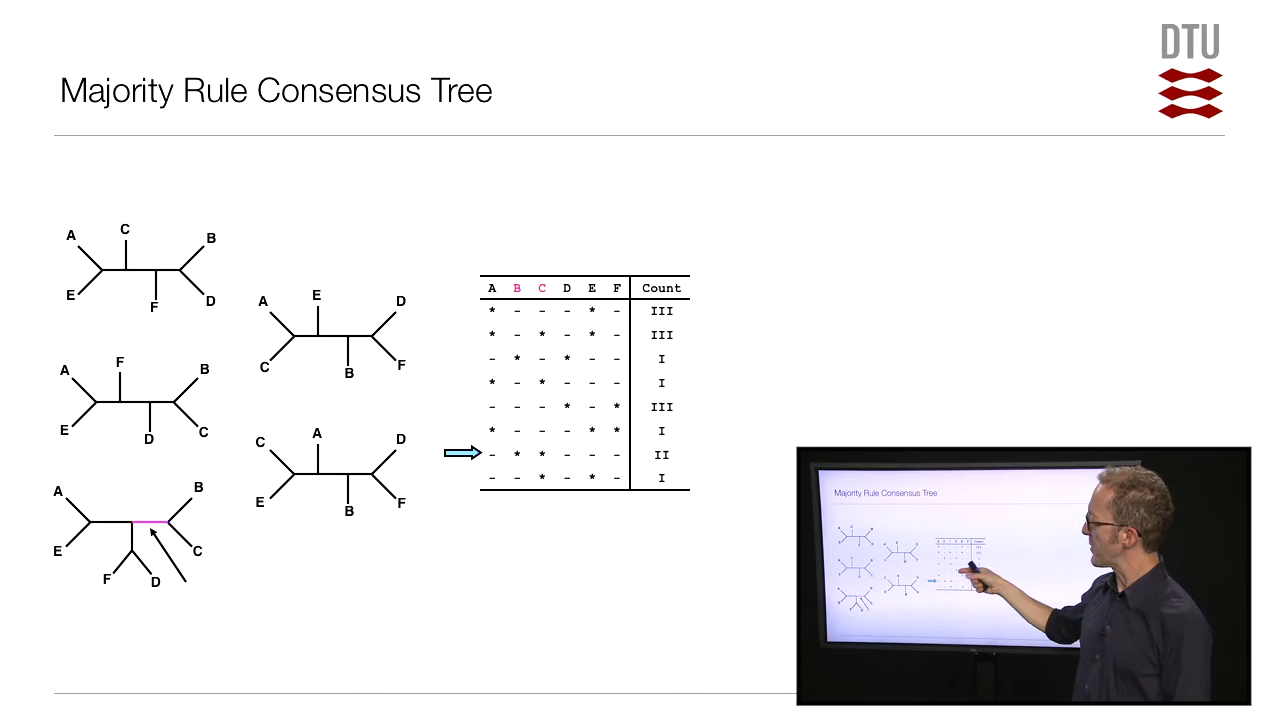 DTU
Majority Rule Consensus Tree
A C B
E F D
A E D
C B F
A F B
E D C
C A D
E B F
A B
E C
F D
A B C D E F Count
* - - - * - III
* - * - * - III
- * - * - - I
* - * - - - I
- - - * - * III
* - - - * * I
- * * - - - II
- - * - * - I
Majority Rule Consensus Tree